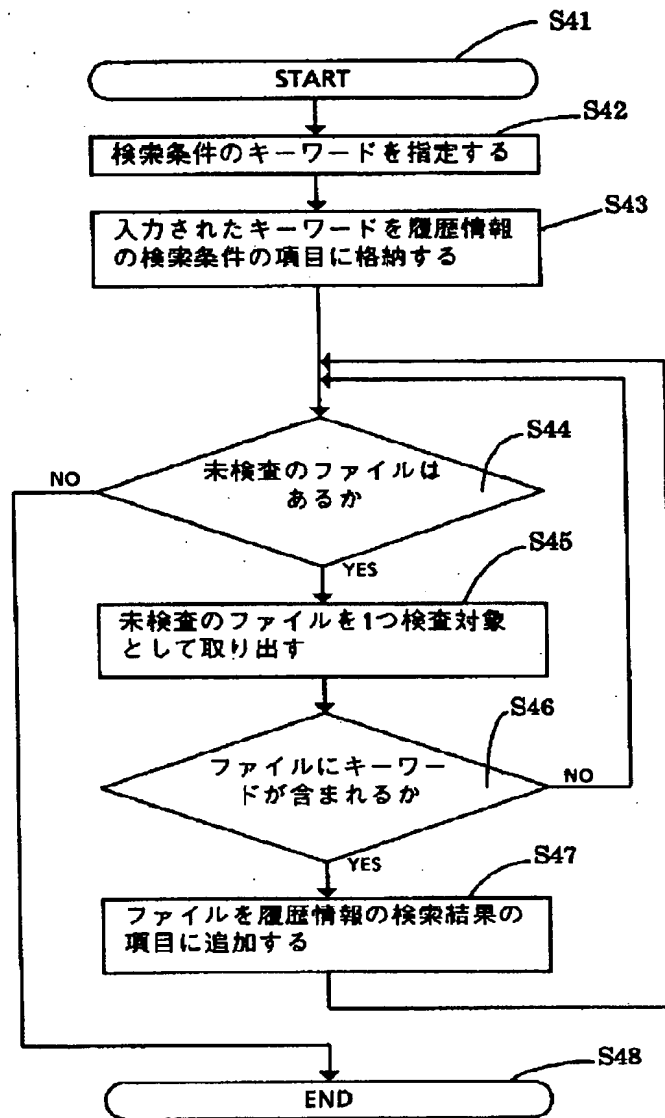 S41
START
S42
検索条件のキーワードを指定する
S43
入力されたキーワードを履歴情報
の検索条件の項目に格納する
S44
未検査のファイルは
あるか
NO
YES
S45
未検査のファイルを1つ検査対象
として取り出す
S46
ファイルにキーワー
ドが含まれるか
NO
YES
S47
ファイルを履歴情報の検索結果の
項目に追加する
S48
END